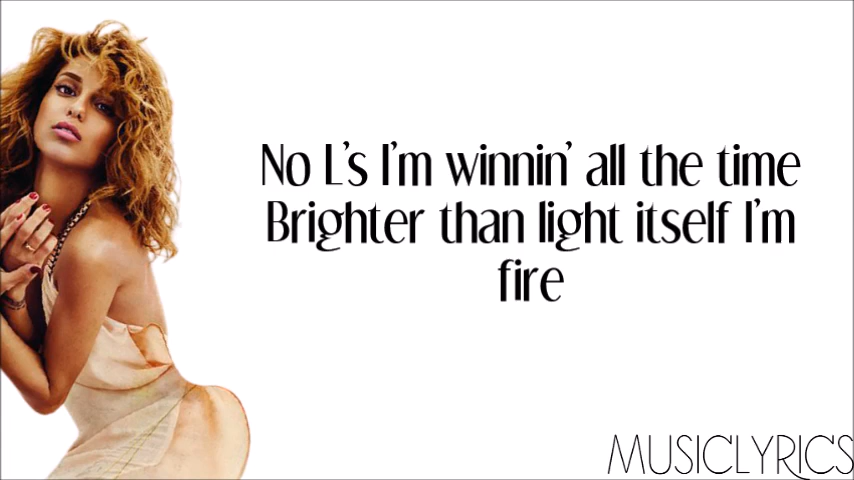 No L's I'm winnin' all the time
Brighter than light itself I'm
fire
MUSICLYRICS